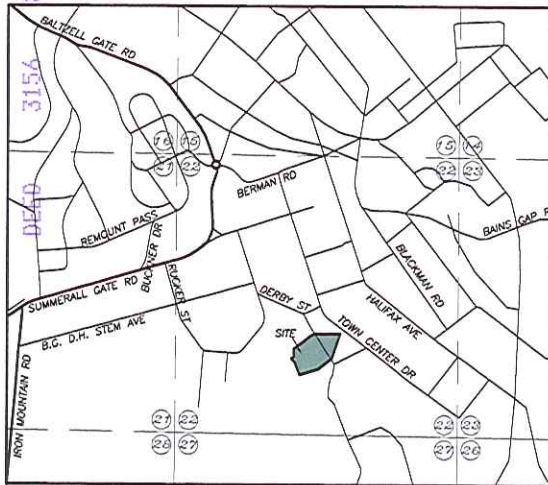 BALTZELL GATE RD
DEED 3156
16 15
21 22
15 14
22 23
BERMAN RD
REMOUNT PASS
BUCKNER DR
BAINS GAP R
SUMMERALL GATE RD
RUCKER ST
BLACKMAN RD
DERBY ST
HALIFAX AVE
B.G. D.H. STEM AVE
SITE
TOWN CENTER DR
IRON MOUNTAIN RD
21 22
28 27
22 23
27 26